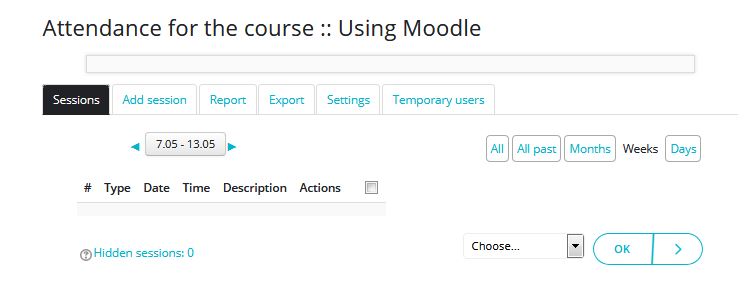 Attendance for the course :: Using Moodle
Sessions Add session Report Export Settings Temporary users
7.05 - 13.05 All All past Months Weeks Days
# Type Date Time Description Actions
Hidden sessions: 0 Choose... OK